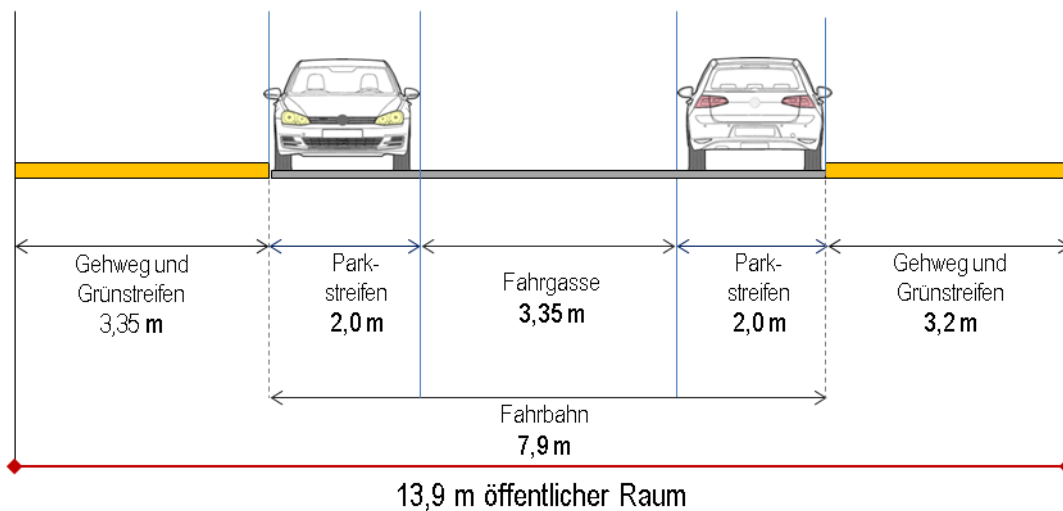 Gehweg und
Grünstreifen
3,35 m
Park-
streifen
2,0 m
Fahrgasse
3,35 m
Park-
streifen
2,0 m
Gehweg und
Grünstreifen
3,2 m
Fahrbahn
7,9 m
13,9 m öffentlicher Raum